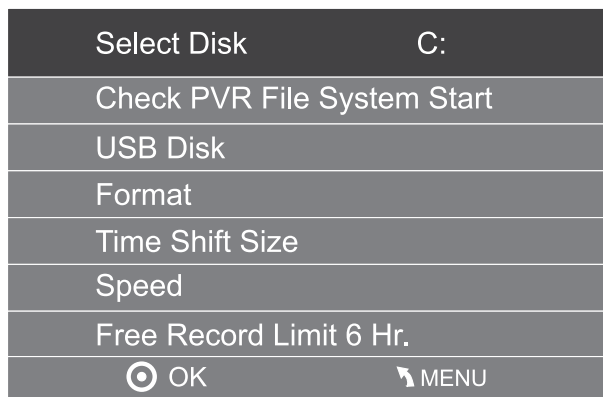 Select Disk C:
Check PVR File System Start
USB Disk
Format
Time Shift Size
Speed
Free Record Limit 6 Hr.
OK MENU